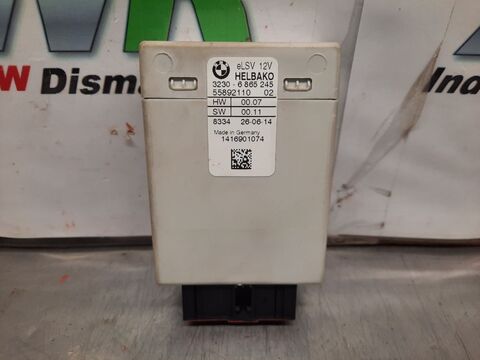 W Disma
Ind
eLSV 12V
HELBAKO
3230 - 6 865 245
55892110 02
HW 00.07
SW 00.11
8334 26-06-14
Made in Germany
1416901074